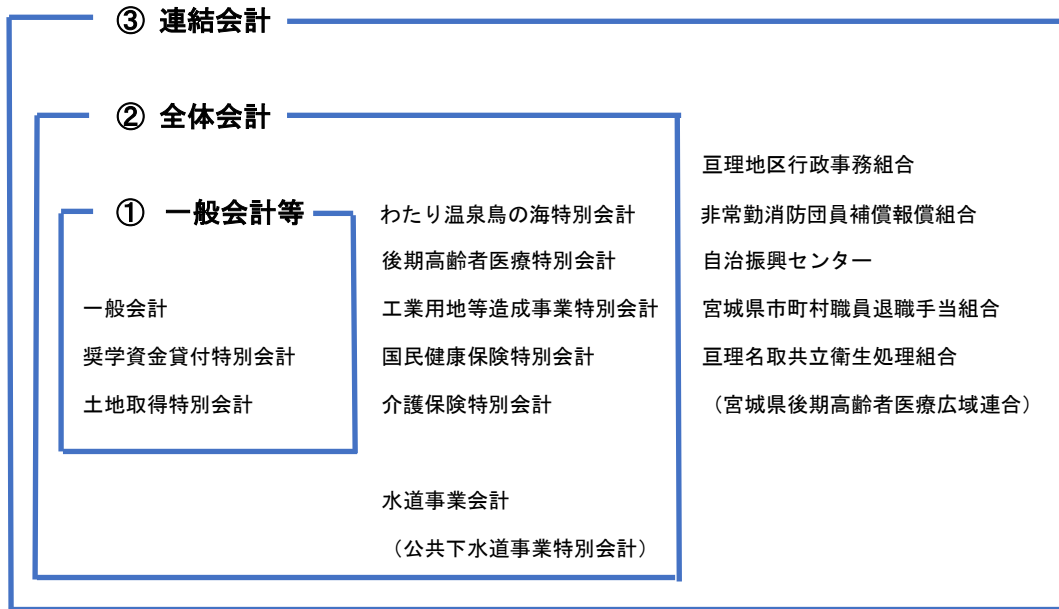 ③ 連結会計
② 全体会計
① 一般会計等
一般会計
奨学資金貸付特別会計
土地取得特別会計
わたり温泉鳥の海特別会計
後期高齢者医療特別会計
工業用地等造成事業特別会計
国民健康保険特別会計
介護保険特別会計
水道事業会計
（公共下水道事業特別会計）
亘理地区行政事務組合
非常勤消防団員補償報償組合
自治振興センター
宮城県市町村職員退職手当組合
亘理名取共立衛生処理組合
（宮城県後期高齢者医療広域連合）